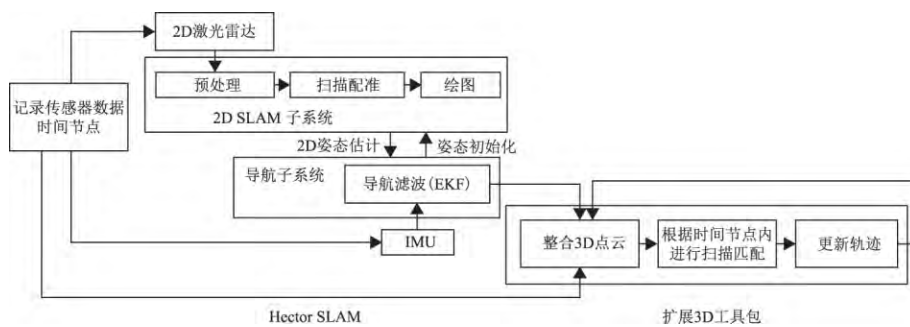 2D激光雷达
预处理
扫描配准
绘图
2D SLAM 子系统
记录传感器数据
时间节点
2D姿态估计
姿态初始化
导航子系统
导航滤波(EKF)
IMU
整合3D点云
根据时间节点内
进行扫描匹配
更新轨迹
Hector SLAM
扩展3D工具包